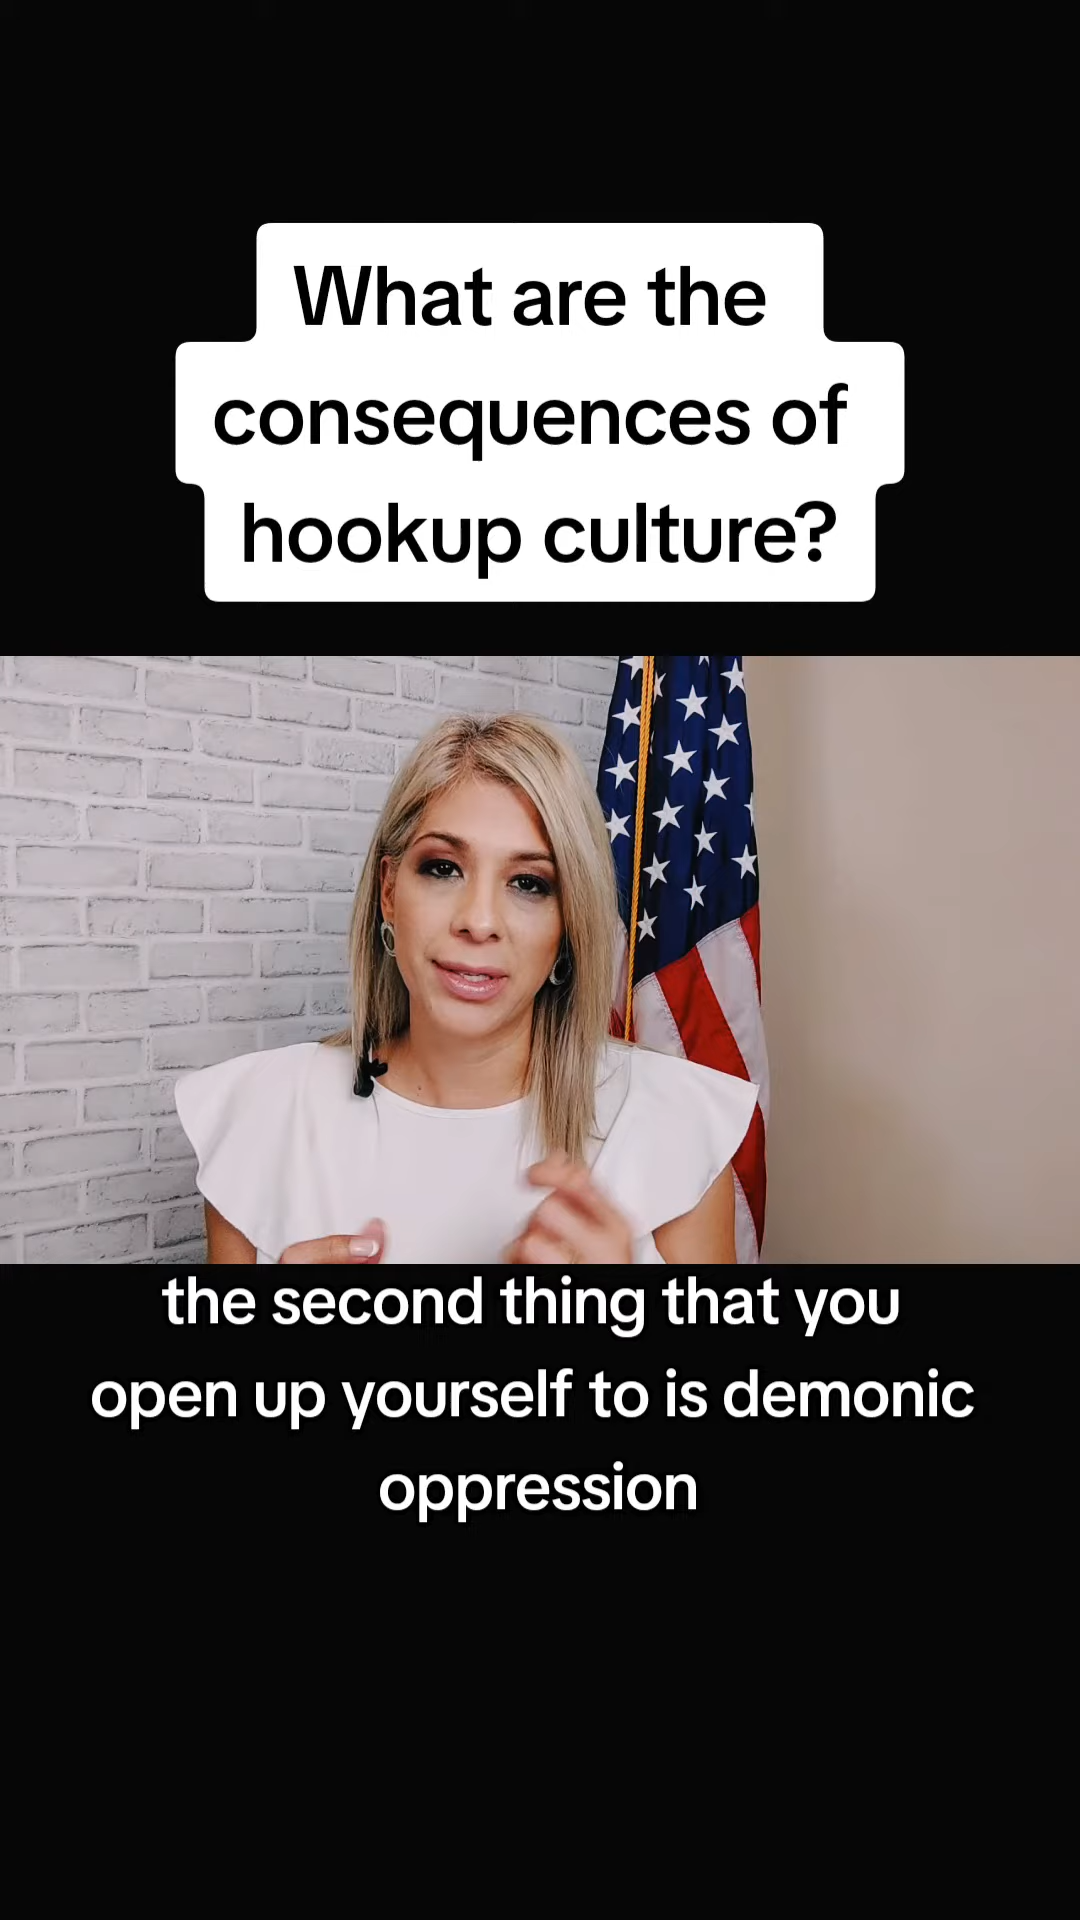 What are the
consequences of
hookup culture?
the second thing that you
open up yourself to is demonic
oppression